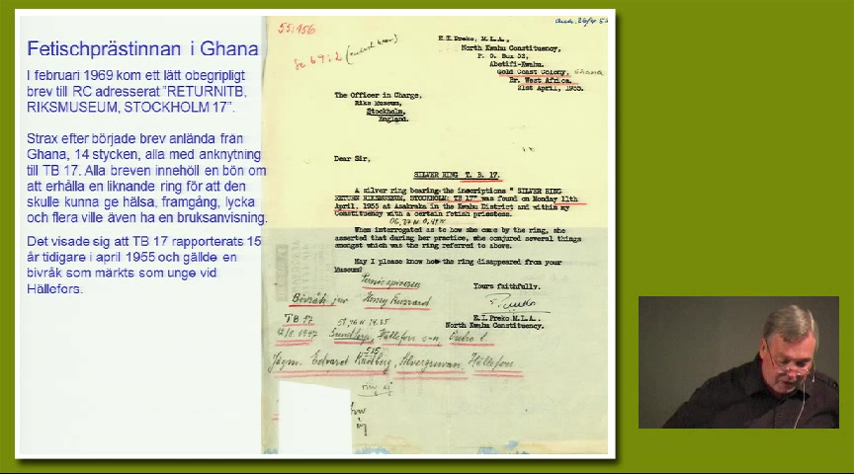 Fetischprästinnan i Ghana
I februari 1969 kom ett lätt obegripligt
brev till RC adresserat "RETURNITB,
RIKSMUSEUM, STOCKHOLM 17".
Strax efter började brev anlända från
Ghana, 14 stycken, alla med anknytning
till TB 17. Alla breven innehöll en bön om
att erhålla en liknande ring för att den
skulle kunna ge hälsa, framgång, lycka
och flera ville även ha en bruksanvisning.
Det visade sig att TB 17 rapporterats 15
år tidigare i april 1955 och gällde en
bivråk som märkts som unge vid
Hällefors.
55:456
E.I. Preko, M.L.A.,
North Kwahu Constituency,
P. O. Box 32,
Abetifi-Kwahu.
Gold Coast Colony, Ghana
Br. West Africa.
21st April, 1955.
The Officer in Charge,
Riks Museum,
Stockholm,
England.
Dear Sir,
SILVER RING T. B. 17.
A silver ring bearing the inscriptions " SILVER RING
RETURN RIKSMUSEUM, STOCKHOLM TB 17" was found on Monday 11th
April, 1955 at Asakraka in the Kwahu District and within my
Constituency with a certain fetish priestess.
When interrogated as to how she came by the ring, she
asserted that during her practice, she conjured several things
amongst which was the ring referred to above.
May I please know how the ring disappeared from your
Museum?
Yours faithfully.
E.I. Preko M.L.A.
North Kwahu Constituency.
Pernis apivorus
Bivråk juv
TB 17
Hällefors s-n, Örebro l.
Jägm. Edvard
Hällefors